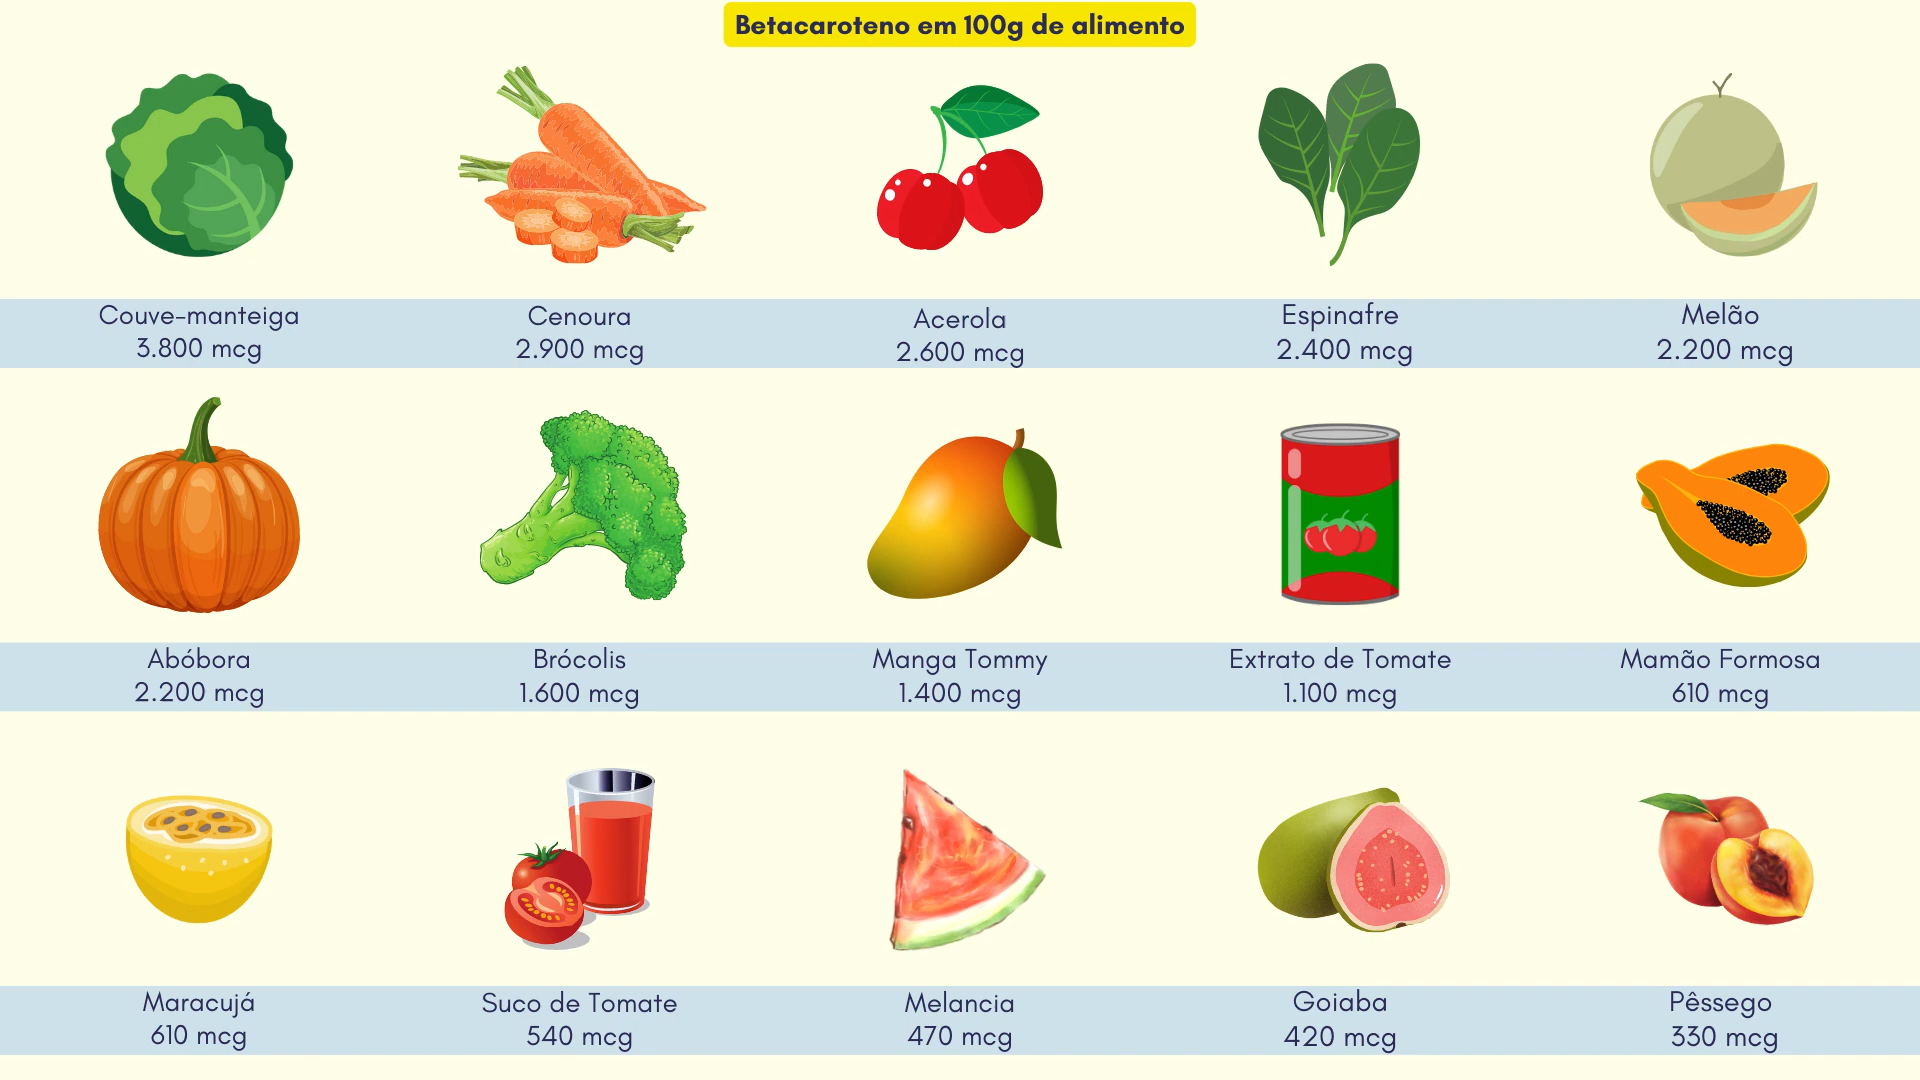 Betacaroteno em 100g de alimento
Couve-manteiga
3.800 mcg
Cenoura
2.900 mcg
Acerola
2.600 mcg
Espinafre
2.400 mcg
Melão
2.200 mcg
Abóbora
2.200 mcg
Brócolis
1.600 mcg
Manga Tommy
1.400 mcg
Extrato de Tomate
1.100 mcg
Mamão Formosa
610 mcg
Maracujá
610 mcg
Suco de Tomate
540 mcg
Melancia
470 mcg
Goiaba
420 mcg
Pêssego
330 mcg